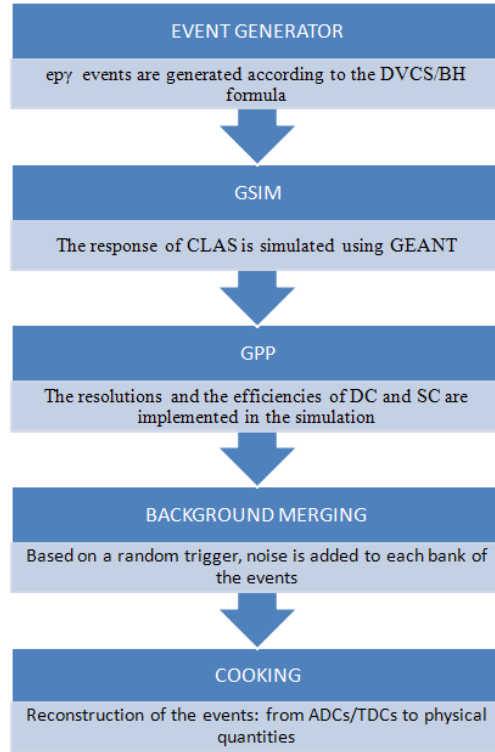 EVENT GENERATOR
epγ events are generated according to the DVCS/BH
formula
GSIM
The response of CLAS is simulated using GEANT
GPP
The resolutions and the efficiencies of DC and SC are
implemented in the simulation
BACKGROUND MERGING
Based on a random trigger, noise is added to each bank of
the events
COOKING
Reconstruction of the events: from ADCs/TDCs to physical
quantities